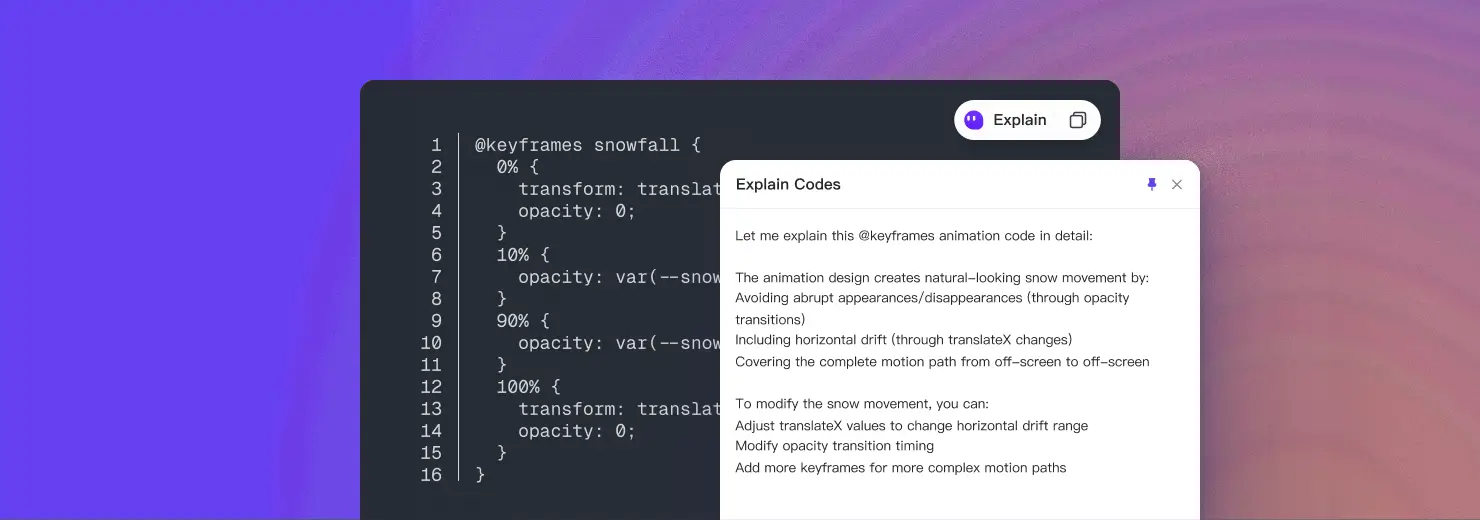 Explain
1 @keyframes snowfall {
2 0% {
3 transform: translat
4 opacity: 0;
5 }
6 10% {
7 opacity: var(--snow
8 }
9 90% {
10 opacity: var(--snow
11 }
12 100% {
13 transform: translat
14 opacity: 0;
15 }
16 }
Explain Codes
Let me explain this @keyframes animation code in detail:
The animation design creates natural-looking snow movement by:
Avoiding abrupt appearances/disappearances (through opacity
transitions)
Including horizontal drift (through translateX changes)
Covering the complete motion path from off-screen to off-screen
To modify the snow movement, you can:
Adjust translateX values to change horizontal drift range
Modify opacity transition timing
Add more keyframes for more complex motion paths